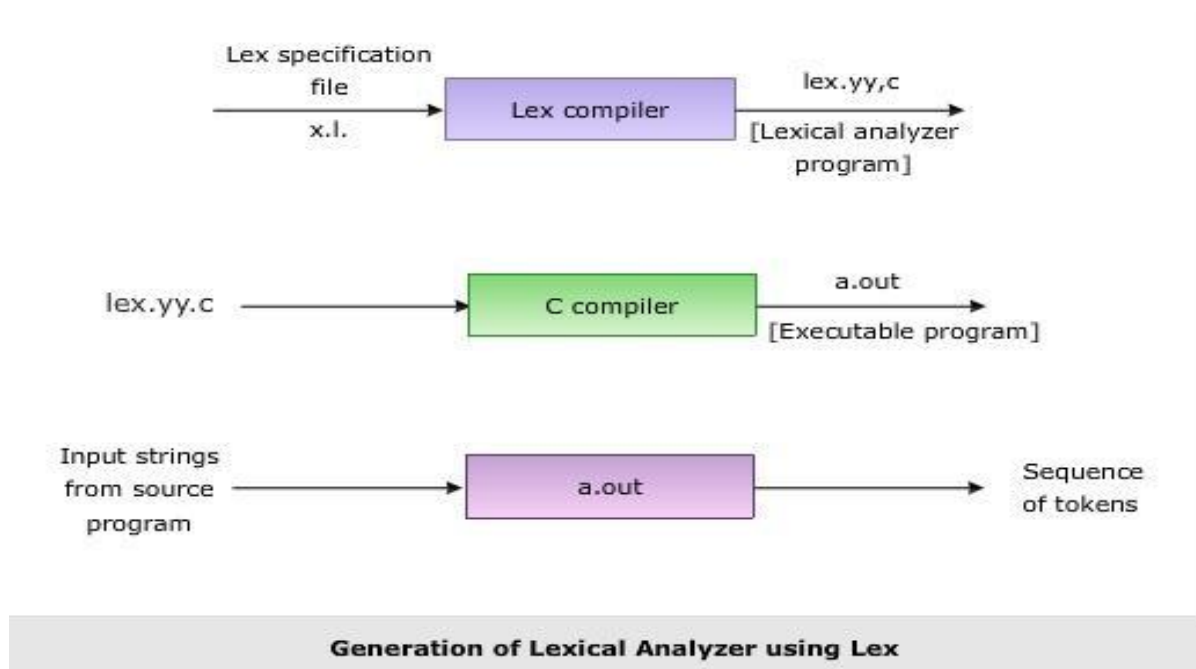 Lex specification
file
x.l.
Lex compiler
lex.yy,c
[Lexical analyzer
program]
lex.yy.c
C compiler
a.out
[Executable program]
Input strings
from source
program
a.out
Sequence
of tokens
Generation of Lexical Analyzer using Lex